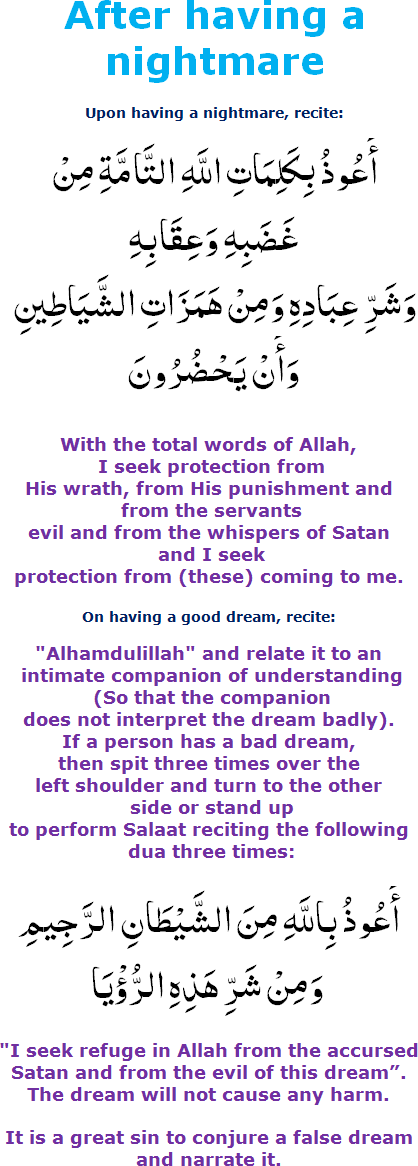 After having a
nightmare
Upon having a nightmare, recite:
أَعُوذُ بِكَلِمَاتِ اللَّهِ التَّامَّةِ مِنْ
غَضَبِهِ وَعِقَابِهِ
وَشَرِّ عِبَادِهِ وَمِنْ هَمَزَاتِ الشَّيَاطِينِ
وَأَنْ يَحْضُرُونَ
With the total words of Allah,
I seek protection from
His wrath, from His punishment and
from the servants
evil and from the whispers of Satan
and I seek
protection from (these) coming to me.
On having a good dream, recite:
"Alhamdulillah" and relate it to an
intimate companion of understanding
(So that the companion
does not interpret the dream badly).
If a person has a bad dream,
then spit three times over the
left shoulder and turn to the other
side or stand up
to perform Salaat reciting the following
dua three times:
أَعُوذُ بِاللَّهِ مِنَ الشَّيْطَانِ الرَّجِيمِ
وَمِنْ شَرِّ هَذِهِ الرُّؤْيَا
"I seek refuge in Allah from the accursed
Satan and from the evil of this dream”.
The dream will not cause any harm.
It is a great sin to conjure a false dream
and narrate it.